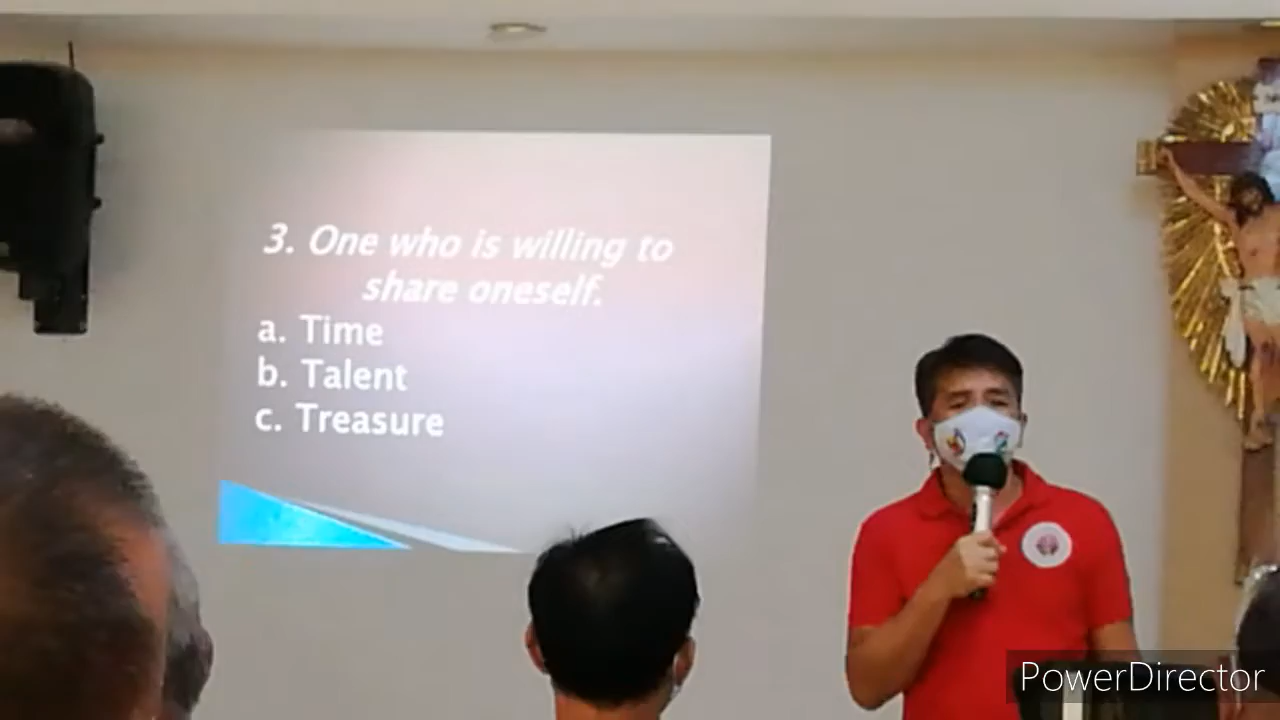 3. One who is willing to
share oneself.
a. Time
b. Talent
c. Treasure
PowerDirector